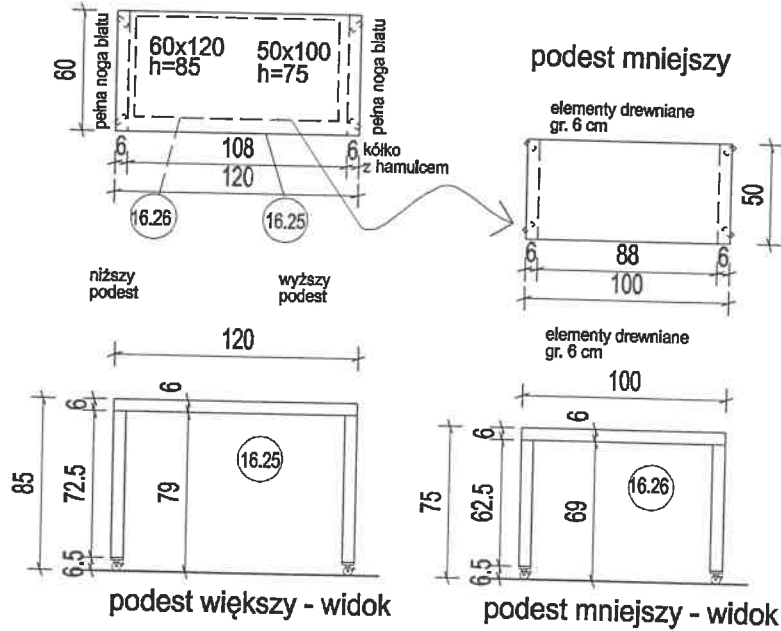 60x120
h=85
50x100
h=75
60
pełna noga blatu
pełna noga blatu
6
108
6
kółko
z hamulcem
120
16.26
16.25
niższy
podest
wyższy
podest
podest mniejszy
elementy drewniane
gr. 6 cm
50
6
88
6
100
elementy drewniane
gr. 6 cm
120
6
6
85
72.5
79
6.5
16.25
podest większy - widok
100
6
6
75
62.5
69
6.5
16.26
podest mniejszy - widok